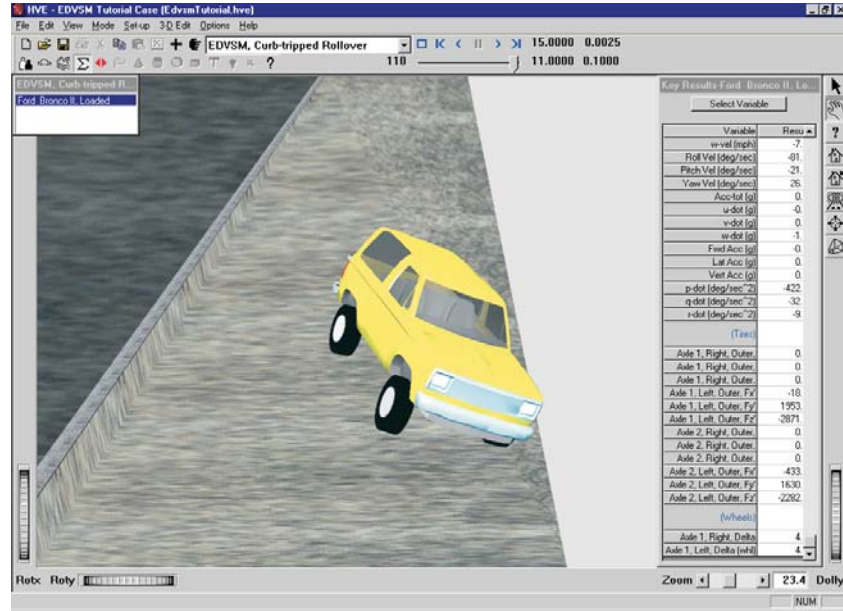 HVE - EDVSM Tutorial Case (EdvsmTutorial.hve)
File Edit View Mode Set-up 3-D Edit Options Help
EDVSM, Curb-tripped Rollover
15.0000 0.0025
110
11.0000 0.1000
EDVSM, Curb-tripped R...
Ford Bronco II, Loaded
Key Results-Ford Bronco II, Lo...
Select Variable
Variable Resu
w-vel (mph) -7.
Roll Vel (deg/sec) -81.
Pitch Vel (deg/sec) -21.
Yaw Vel (deg/sec) 26.
Acc-tot (g) 0.
u-dot (g) -0.
v-dot (g) 0.
w-dot (g) -1.
Fwd Acc (g) -0.
Lat Acc (g) 0.
Vert Acc (g) 0.
p-dot (deg/sec^2) -422.
q-dot (deg/sec^2) -32.
r-dot (deg/sec^2) -9.
(Tires)
Axle 1, Right, Outer, 0.
Axle 1, Right, Outer, 0.
Axle 1, Right, Outer, 0.
Axle 1, Left, Outer, Fx' -18.
Axle 1, Left, Outer, Fy' 1953.
Axle 1, Left, Outer, Fz' -2871.
Axle 2, Right, Outer, 0.
Axle 2, Right, Outer, 0.
Axle 2, Right, Outer, 0.
Axle 2, Left, Outer, Fx' -433.
Axle 2, Left, Outer, Fy' 1630.
Axle 2, Left, Outer, Fz' -2282.
(Wheels)
Axle 1, Right, Delta 4.
Axle 1, Left, Delta (whl) 4.
Rotx Roty
Zoom 23.4 Dolly
NUM